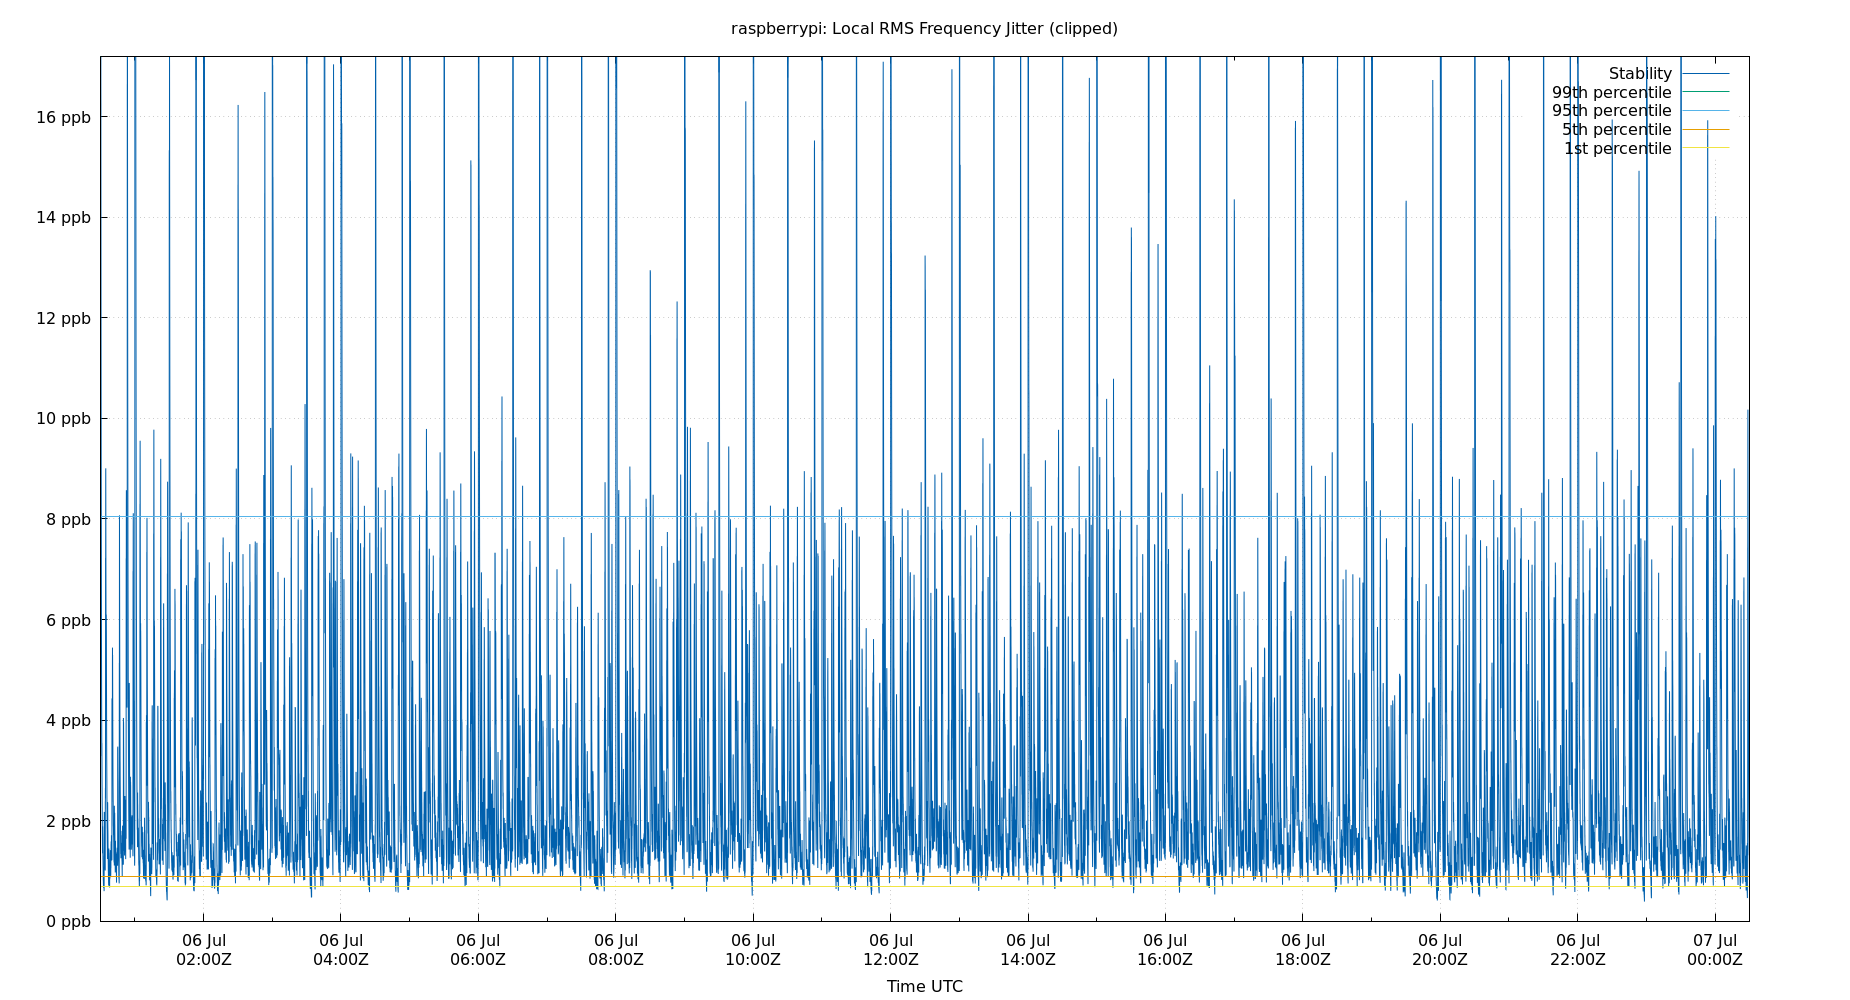 raspberrypi: Local RMS Frequency Jitter (clipped)
Stability
99th percentile
95th percentile
5th percentile
1st percentile
16 ppb
14 ppb
12 ppb
10 ppb
8 ppb
6 ppb
4 ppb
2 ppb
0 ppb
06 Jul 06 Jul 06 Jul 06 Jul 06 Jul 06 Jul 06 Jul 06 Jul 06 Jul 06 Jul 06 Jul 07 Jul
02:00Z 04:00Z 06:00Z 08:00Z 10:00Z 12:00Z 14:00Z 16:00Z 18:00Z 20:00Z 22:00Z 00:00Z
Time UTC